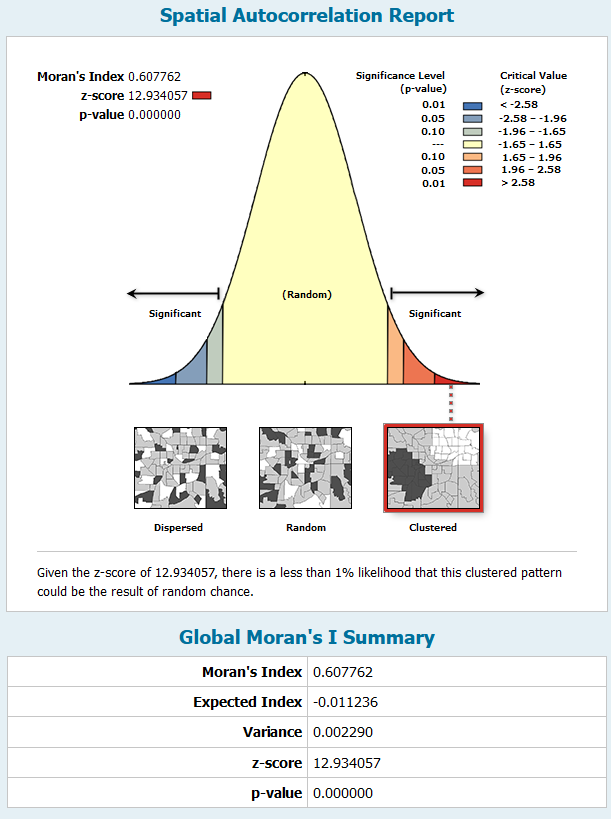 Spatial Autocorrelation Report
Moran's Index 0.607762
z-score 12.934057
p-value 0.000000
Significance Level
(p-value)
Critical Value
(z-score)
0.01 < -2.58
0.05 -2.58 – -1.96
0.10 -1.96 – -1.65
--- -1.65 – 1.65
0.10 1.65 – 1.96
0.05 1.96 – 2.58
0.01 > 2.58
(Random)
Significant
Significant
Dispersed
Random
Clustered
Given the z-score of 12.934057, there is a less than 1% likelihood that this clustered pattern
could be the result of random chance.
Global Moran's I Summary
Moran's Index 0.607762
Expected Index -0.011236
Variance 0.002290
z-score 12.934057
p-value 0.000000